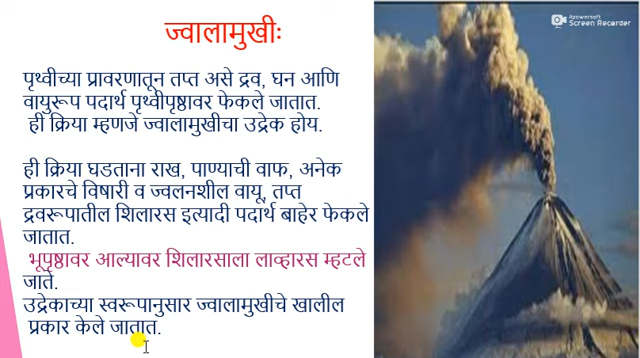 ज्वालामुखीः
पृथ्वीच्या प्रावरणातून तप्त असे द्रव, घन आणि
वायुरूप पदार्थ पृथ्वीपृष्ठावर फेकले जातात.
ही क्रिया म्हणजे ज्वालामुखीचा उद्रेक होय.
ही क्रिया घडताना राख, पाण्याची वाफ, अनेक
प्रकारचे विषारी व ज्वलनशील वायू, तप्त
द्रवरूपातील शिलारस इत्यादी पदार्थ बाहेर फेकले
जातात.
भूपृष्ठावर आल्यावर शिलारसाला लाव्हारस म्हटले
जाते.
उद्रेकाच्या स्वरूपानुसार ज्वालामुखीचे खालील
प्रकार केले जातात.
Apowersoft
Screen Recorder